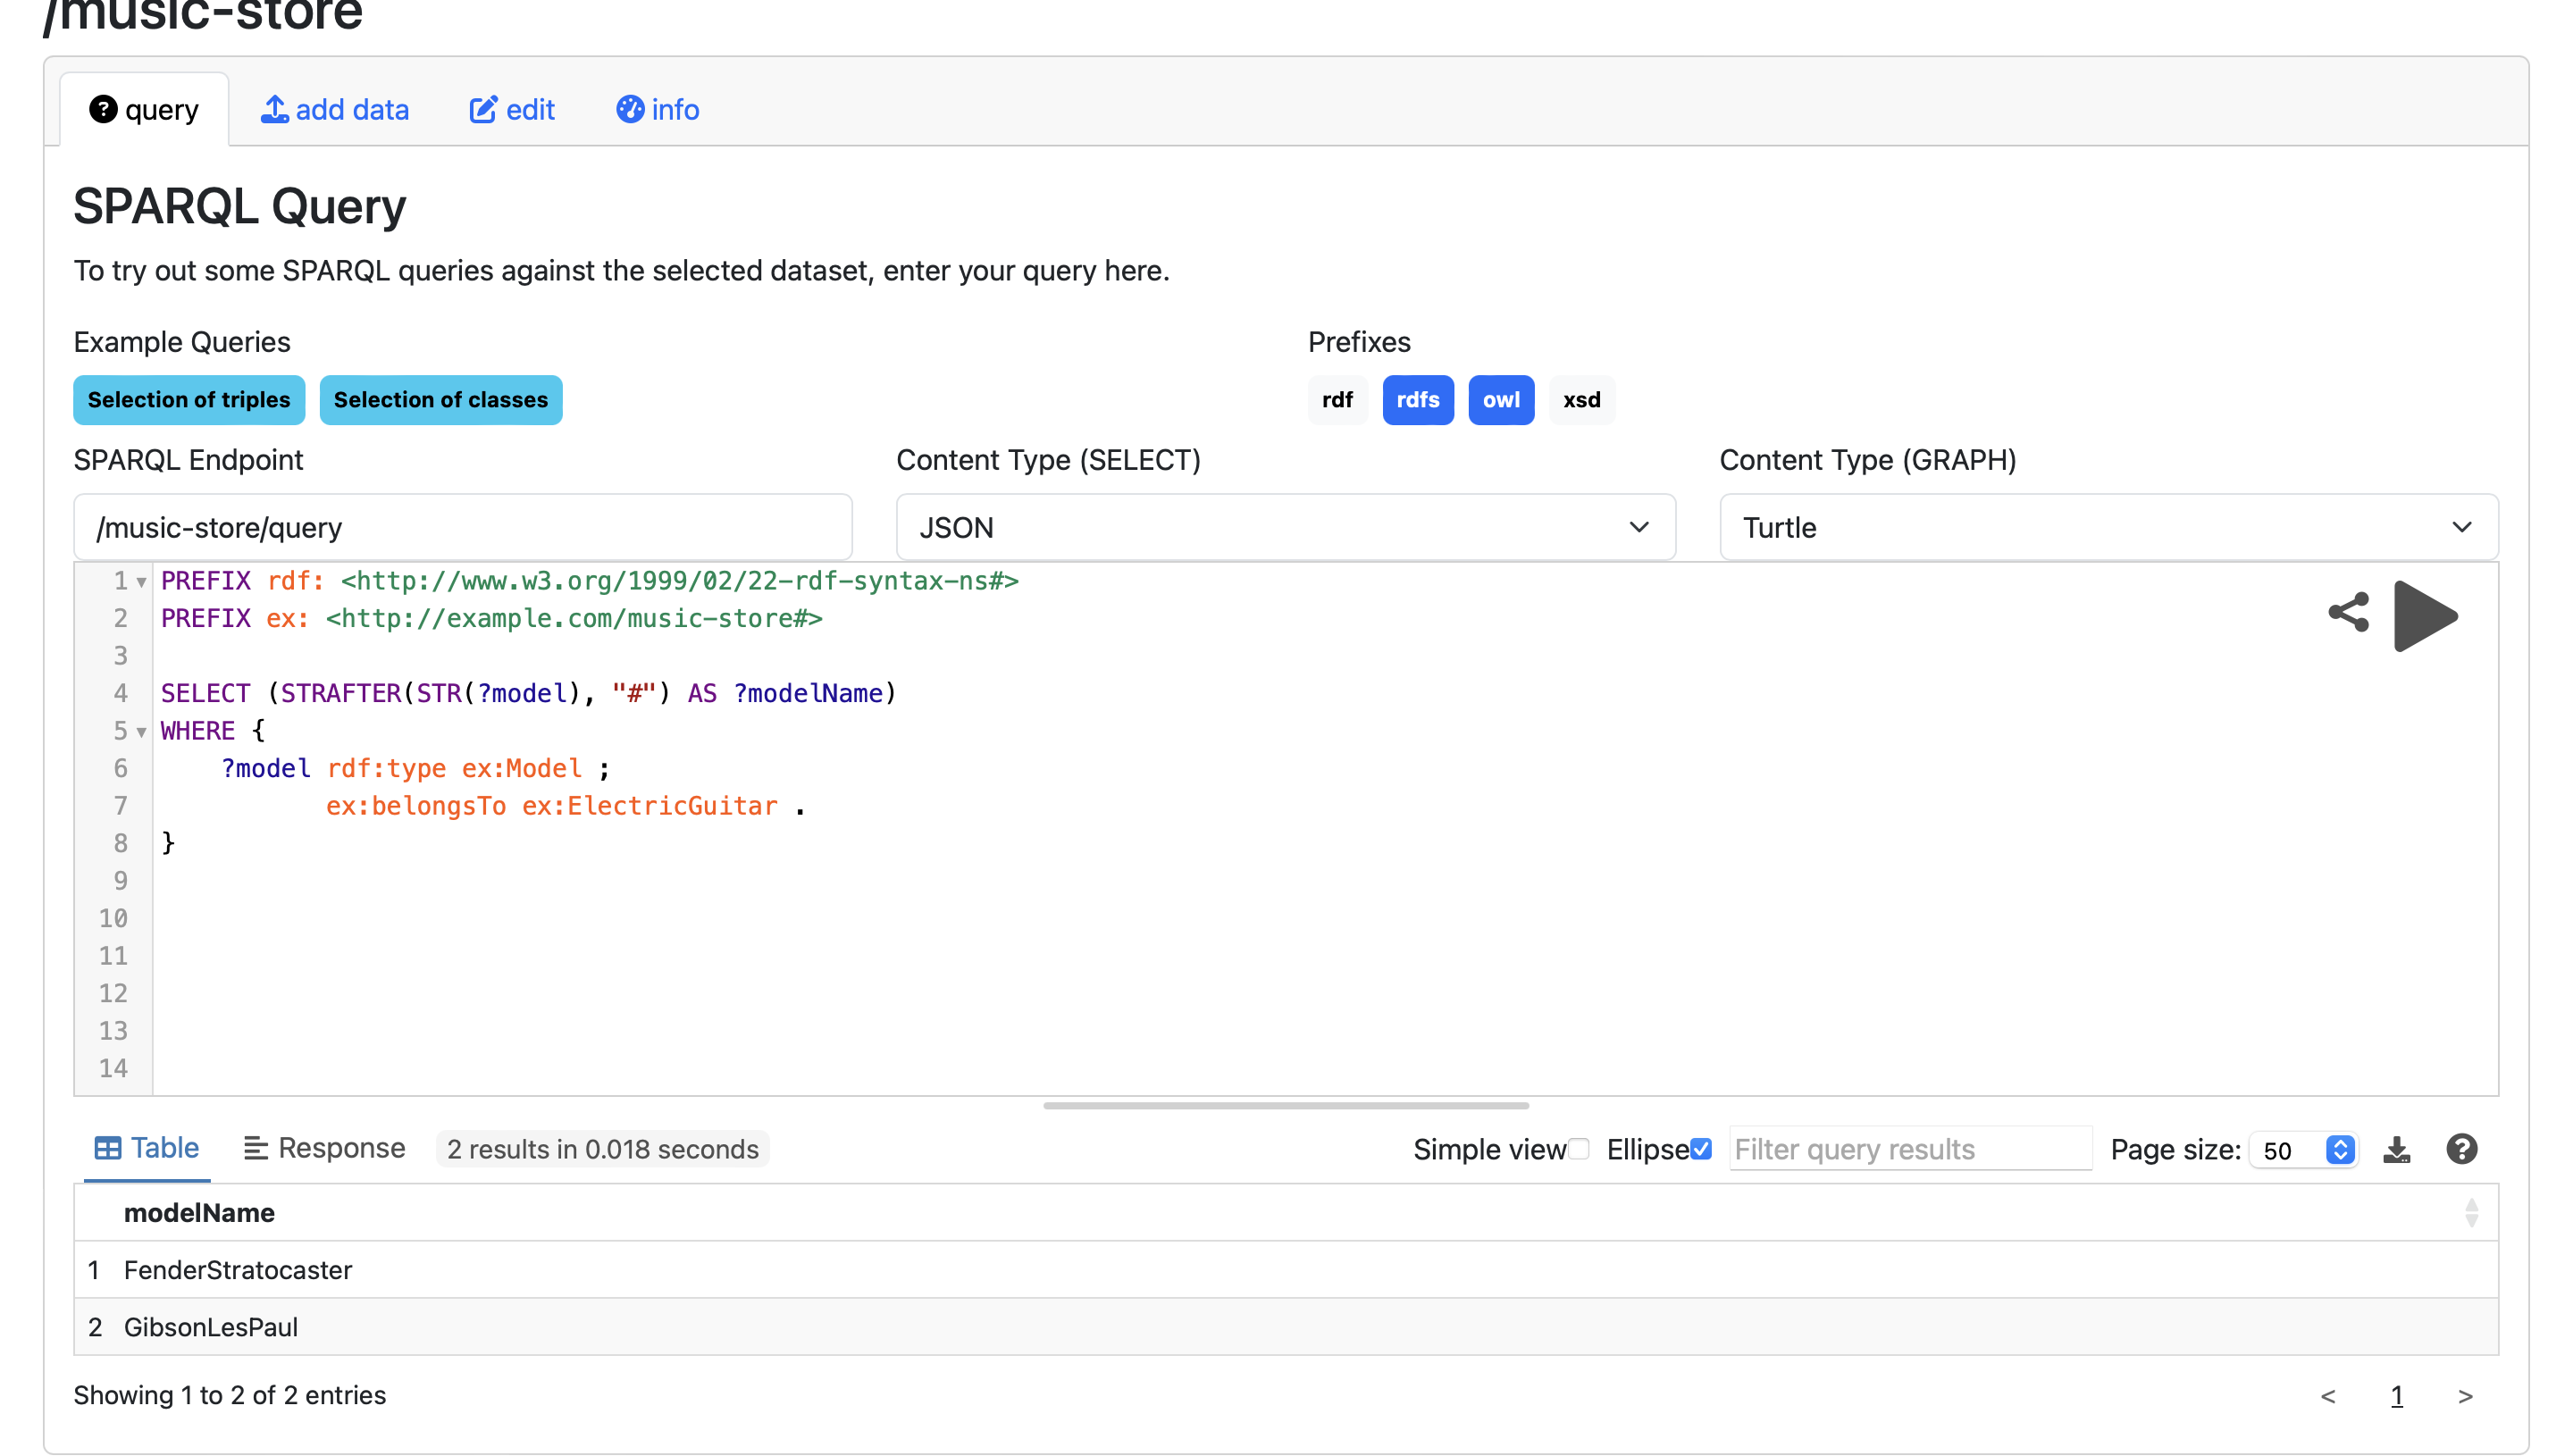 /music-store
query
add data
edit
info
SPARQL Query
To try out some SPARQL queries against the selected dataset, enter your query here.
Example Queries
Prefixes
Selection of triples
Selection of classes
rdf
rdfs
owl
xsd
SPARQL Endpoint
Content Type (SELECT)
Content Type (GRAPH)
/music-store/query
JSON
Turtle
1 PREFIX rdf: <http://www.w3.org/1999/02/22-rdf-syntax-ns#>
2 PREFIX ex: <http://example.com/music-store#>
3
4 SELECT (STRAFTER(STR(?model), "#") AS ?modelName)
5 WHERE {
6     ?model rdf:type ex:Model ;
7            ex:belongsTo ex:ElectricGuitar .
8 }
9
10
11
12
13
14
Table
Response
2 results in 0.018 seconds
Simple view
Ellipse
Filter query results
Page size: 50
modelName
1 FenderStratocaster
2 GibsonLesPaul
Showing 1 to 2 of 2 entries
< 1 >